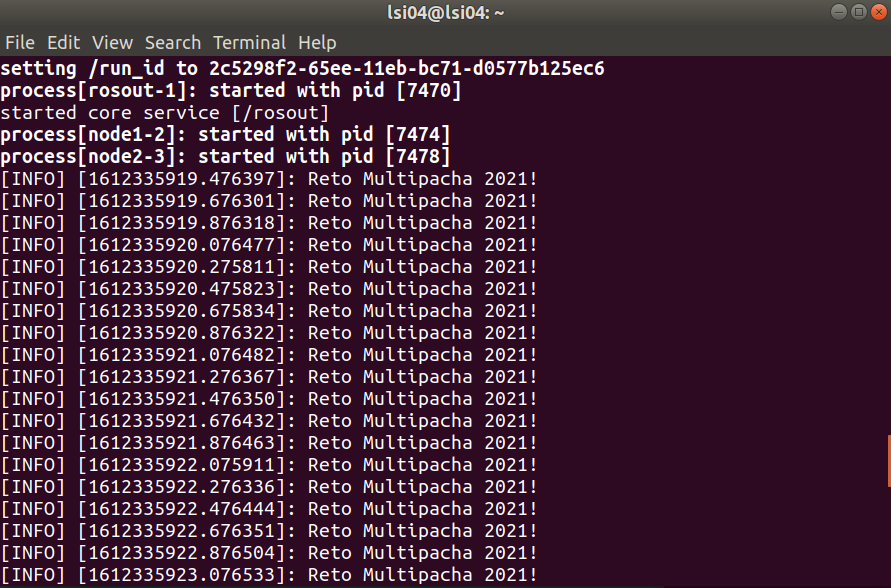 lsi04@lsi04: ~
File Edit View Search Terminal Help
setting /run_id to 2c5298f2-65ee-11eb-bc71-d0577b125ec6
process[rosout-1]: started with pid [7470]
started core service [/rosout]
process[node1-2]: started with pid [7474]
process[node2-3]: started with pid [7478]
[INFO] [1612335919.476397]: Reto Multipacha 2021!
[INFO] [1612335919.676301]: Reto Multipacha 2021!
[INFO] [1612335919.876318]: Reto Multipacha 2021!
[INFO] [1612335920.076477]: Reto Multipacha 2021!
[INFO] [1612335920.275811]: Reto Multipacha 2021!
[INFO] [1612335920.475823]: Reto Multipacha 2021!
[INFO] [1612335920.675834]: Reto Multipacha 2021!
[INFO] [1612335920.876322]: Reto Multipacha 2021!
[INFO] [1612335921.076482]: Reto Multipacha 2021!
[INFO] [1612335921.276367]: Reto Multipacha 2021!
[INFO] [1612335921.476350]: Reto Multipacha 2021!
[INFO] [1612335921.676432]: Reto Multipacha 2021!
[INFO] [1612335921.876463]: Reto Multipacha 2021!
[INFO] [1612335922.075911]: Reto Multipacha 2021!
[INFO] [1612335922.276336]: Reto Multipacha 2021!
[INFO] [1612335922.476444]: Reto Multipacha 2021!
[INFO] [1612335922.676351]: Reto Multipacha 2021!
[INFO] [1612335922.876504]: Reto Multipacha 2021!
[INFO] [1612335923.076533]: Reto Multipacha 2021!